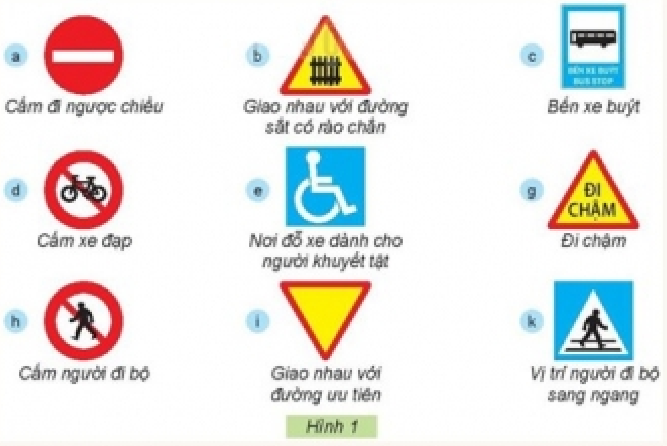 a
b
c
BẾN XE BUÝT
BUS STOP
Cấm đi ngược chiều
Giao nhau với đường
sắt có rào chắn
Bến xe buýt
d
e
g
ĐI
CHẬM
Cấm xe đạp
Nơi đỗ xe dành cho
người khuyết tật
Đi chậm
h
i
k
Cấm người đi bộ
Giao nhau với
đường ưu tiên
Vị trí người đi bộ
sang ngang
Hình 1